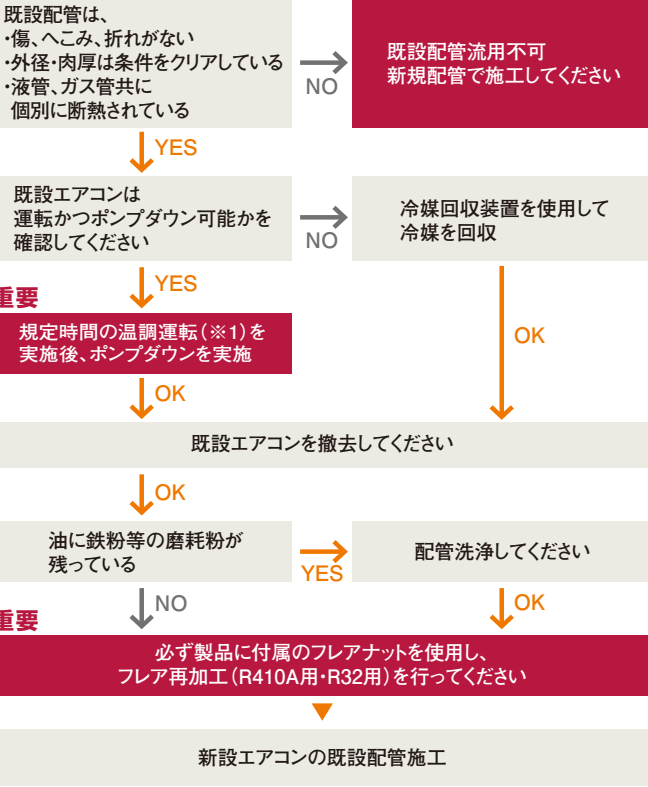 既設配管は、
・傷、へこみ、折れがない
・外径・肉厚は条件をクリアしている
・液管、ガス管共に
個別に断熱されている
NO
既設配管流用不可
新規配管で施工してください
YES
既設エアコンは
運転かつポンプダウン可能かを
確認してください
NO
冷媒回収装置を使用して
冷媒を回収
YES
重要
規定時間の温調運転(※1)を
実施後、ポンプダウンを実施
OK
OK
既設エアコンを撤去してください
OK
油に鉄粉等の磨耗粉が
残っている
YES
配管洗浄してください
NO
OK
重要
必ず製品に付属のフレアナットを使用し、
フレア再加工(R410A用・R32用)を行ってください
新設エアコンの既設配管施工